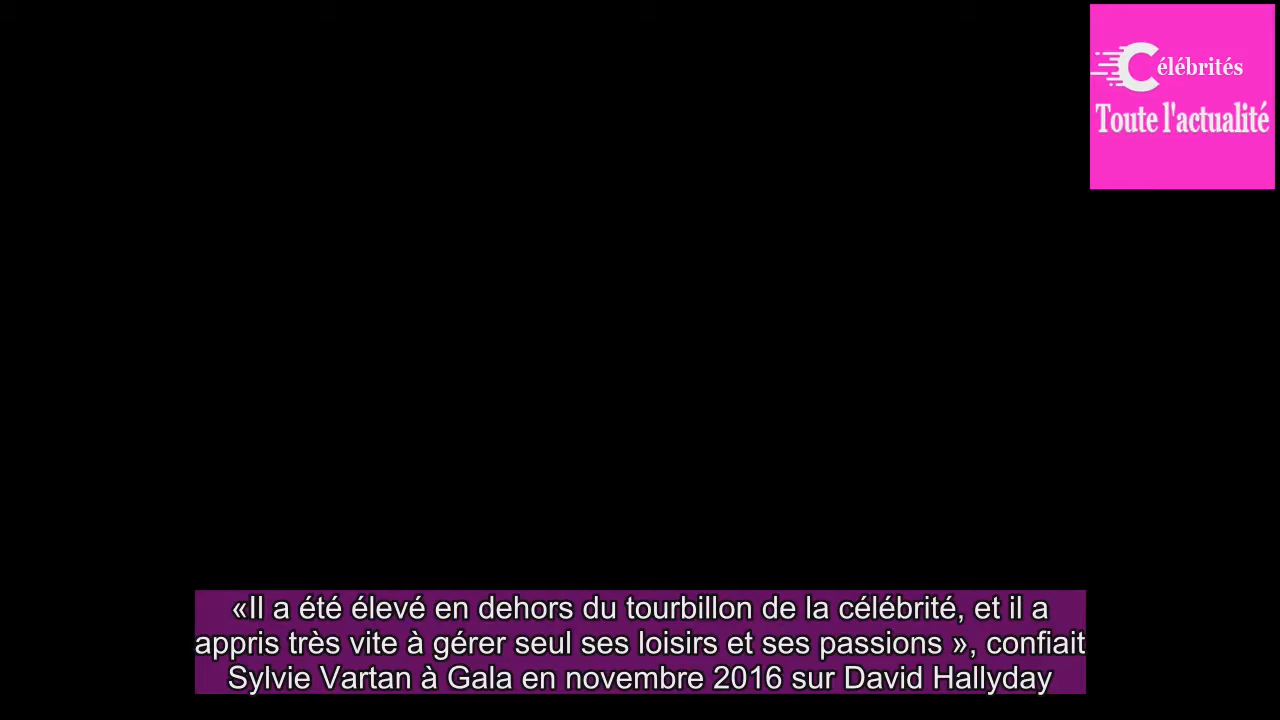 Célébrités
Toute l'actualité
«Il a été élevé en dehors du tourbillon de la célébrité, et il a
appris très vite à gérer seul ses loisirs et ses passions », confiait
Sylvie Vartan à Gala en novembre 2016 sur David Hallyday